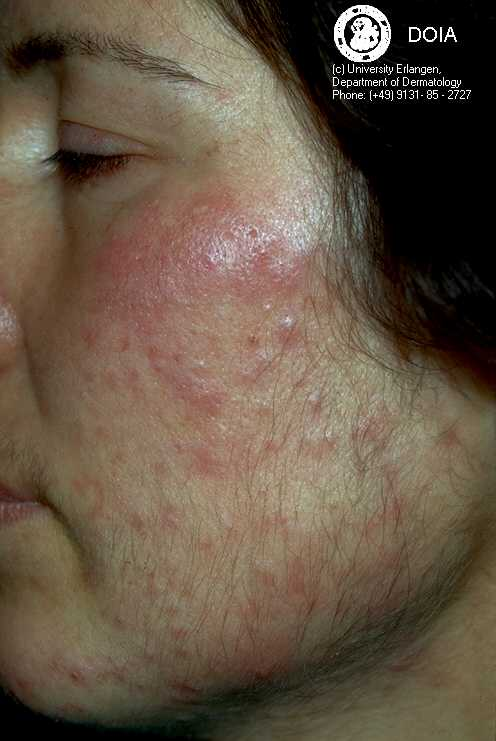 DOIA
(c) University Erlangen,
Department of Dermatology
Phone: (+49) 9131- 85 - 2727